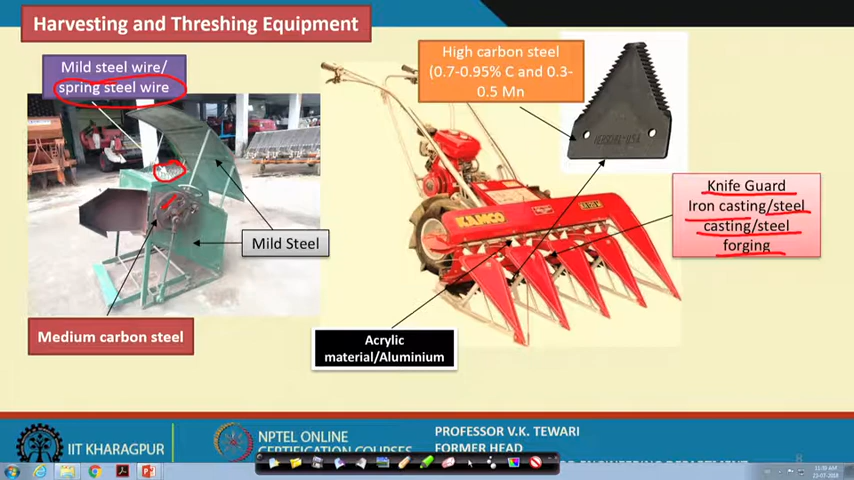 Harvesting and Threshing Equipment
Mild steel wire/
spring steel wire
High carbon steel
(0.7-0.95% C and 0.3-
0.5 Mn
Knife Guard
Iron casting/steel
casting/steel
forging
KAMCO
Mild Steel
Medium carbon steel
Acrylic
material/Aluminium
IIT KHARAGPUR
NPTEL ONLINE
CERTIFICATION COURSES
PROFESSOR V.K. TEWARI
FORMER HEAD
8